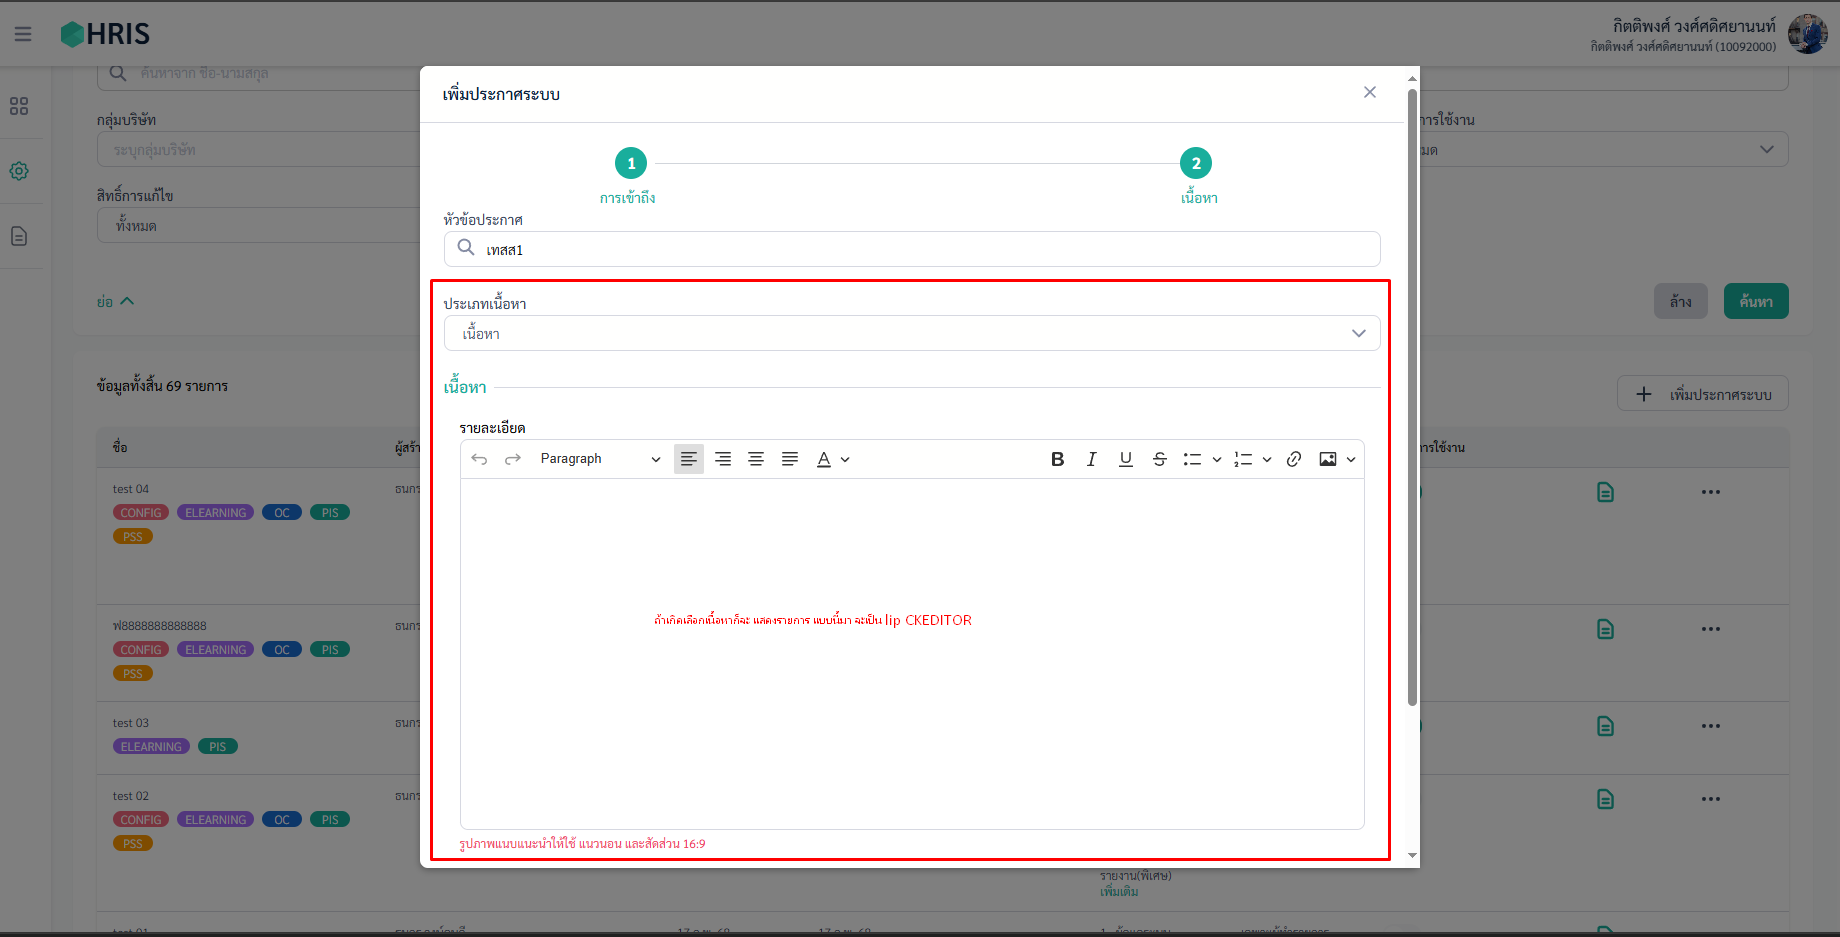 HRIS
กิตติพงศ์ วงศ์ศดิศยานนท์
กิตติพงศ์ วงศ์ศดิศยานนท์ (10092000)
ค้นหาจาก ชื่อ-นามสกุล
กลุ่มบริษัท
ระบุกลุ่มบริษัท
การใช้งาน
สิทธิ์การแก้ไข
ทั้งหมด
ย่อ
ล้าง
ค้นหา
ข้อมูลทั้งสิ้น 69 รายการ
เพิ่มประกาศระบบ
ชื่อ
การใช้งาน
test 04
CONFIG ELEARNING OC PIS
PSS
ฟ8888888888888
CONFIG ELEARNING OC PIS
PSS
test 03
ELEARNING PIS
test 02
CONFIG ELEARNING OC PIS
PSS
รายงาน(พิเศษ)
เพิ่มเติม
เพิ่มประกาศระบบ
1
2
การเข้าถึง
เนื้อหา
หัวข้อประกาศ
เทสส1
ประเภทเนื้อหา
เนื้อหา
เนื้อหา
รายละเอียด
Paragraph
ถ้าเกิดเลือกเนื้อหาก็จะ แสดงรายการ แบบนี้มา จะเป็น lip CKEDITOR
รูปภาพแนบแนะนำให้ใช้ แนวนอน และสัดส่วน 16:9